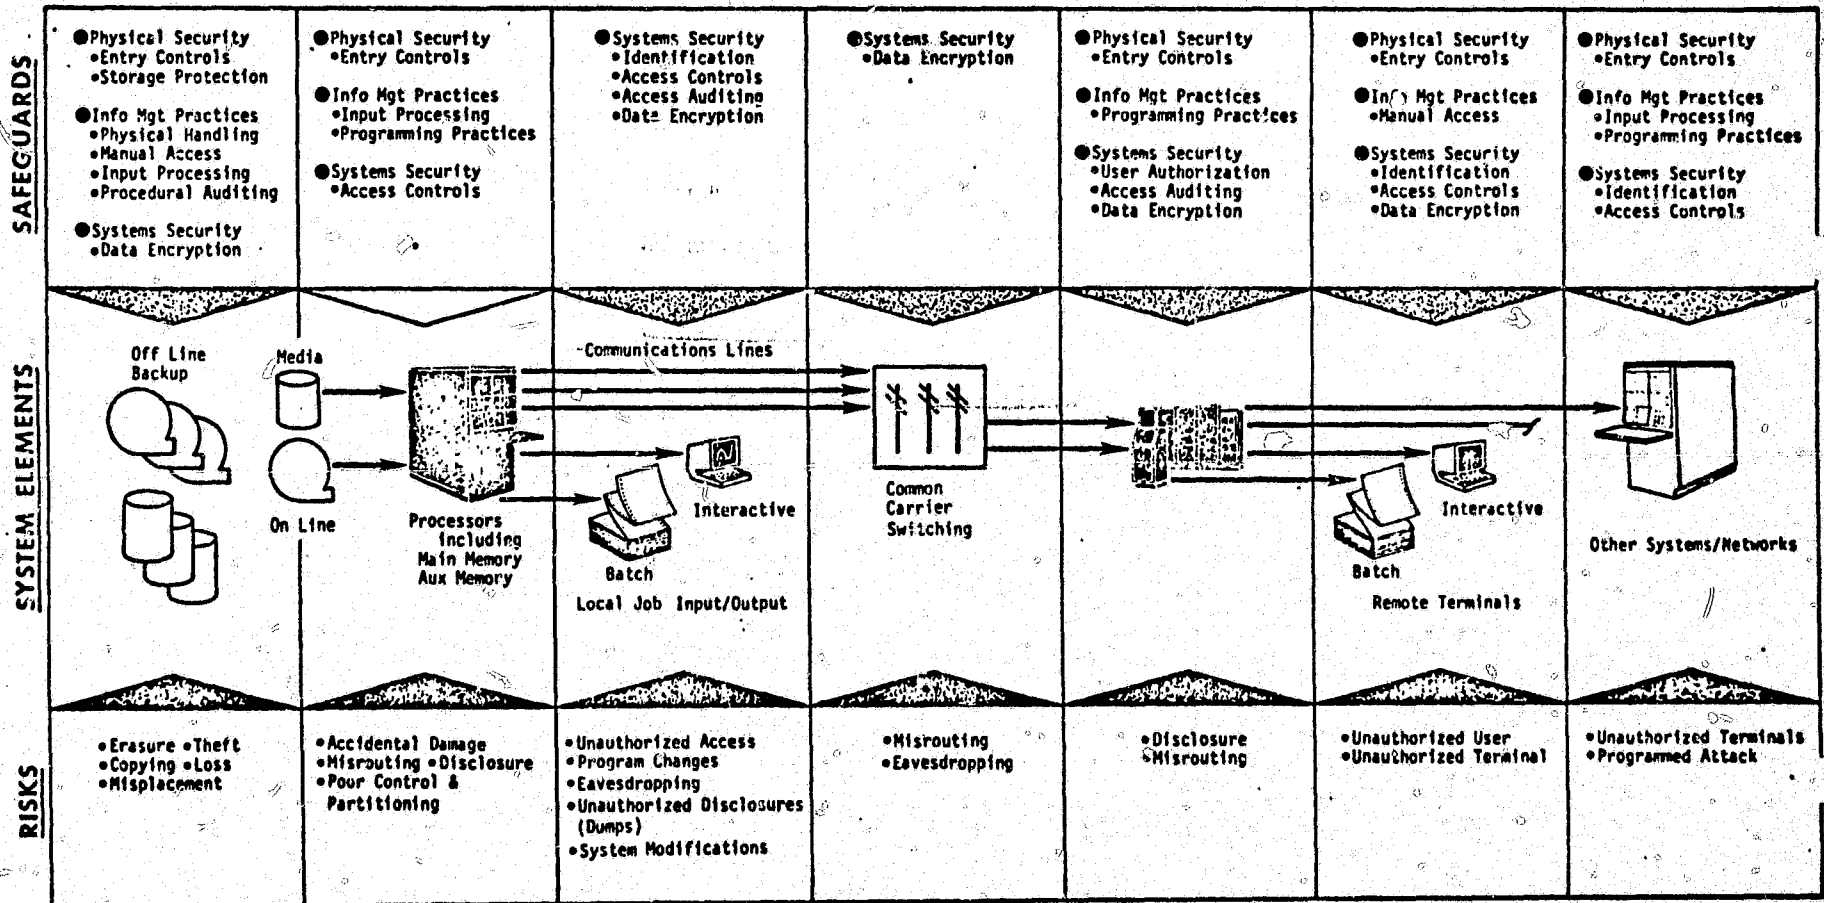 SAFEGUARDS
●Physical Security
•Entry Controls
•Storage Protection
●Info Mgt Practices
•Physical Handling
•Manual Access
•Input Processing
•Procedural Auditing
●Systems Security
•Data Encryption
●Physical Security
•Entry Controls
●Info Mgt Practices
•Input Processing
•Programming Practices
●Systems Security
•Access Controls
●Systems Security
•Identification
•Access Controls
•Access Auditing
•Data Encryption
●Systems Security
•Data Encryption
●Physical Security
•Entry Controls
●Info Mgt Practices
•Programming Practices
●Systems Security
•User Authorization
•Access Auditing
•Data Encryption
●Physical Security
•Entry Controls
●Info Mgt Practices
•Manual Access
●Systems Security
•Identification
•Access Controls
•Data Encryption
●Physical Security
•Entry Controls
●Info Mgt Practices
•Input Processing
•Programming Practices
●Systems Security
•Identification
•Access Controls
SYSTEM ELEMENTS
Off Line
Backup
Media
On Line
Processors
including
Main Memory
Aux Memory
Communications Lines
Interactive
Batch
Local Job Input/Output
Common
Carrier
Switching
Interactive
Batch
Remote Terminals
Other Systems/Networks
RISKS
•Erasure •Theft
•Copying •Loss
•Misplacement
•Accidental Damage
•Misrouting •Disclosure
•Pour Control &
Partitioning
•Unauthorized Access
•Program Changes
•Eavesdropping
•Unauthorized Disclosures
(Dumps)
•System Modifications
•Misrouting
•Eavesdropping
•Disclosure
•Misrouting
•Unauthorized User
•Unauthorized Terminal
•Unauthorized Terminals
•Programmed Attack